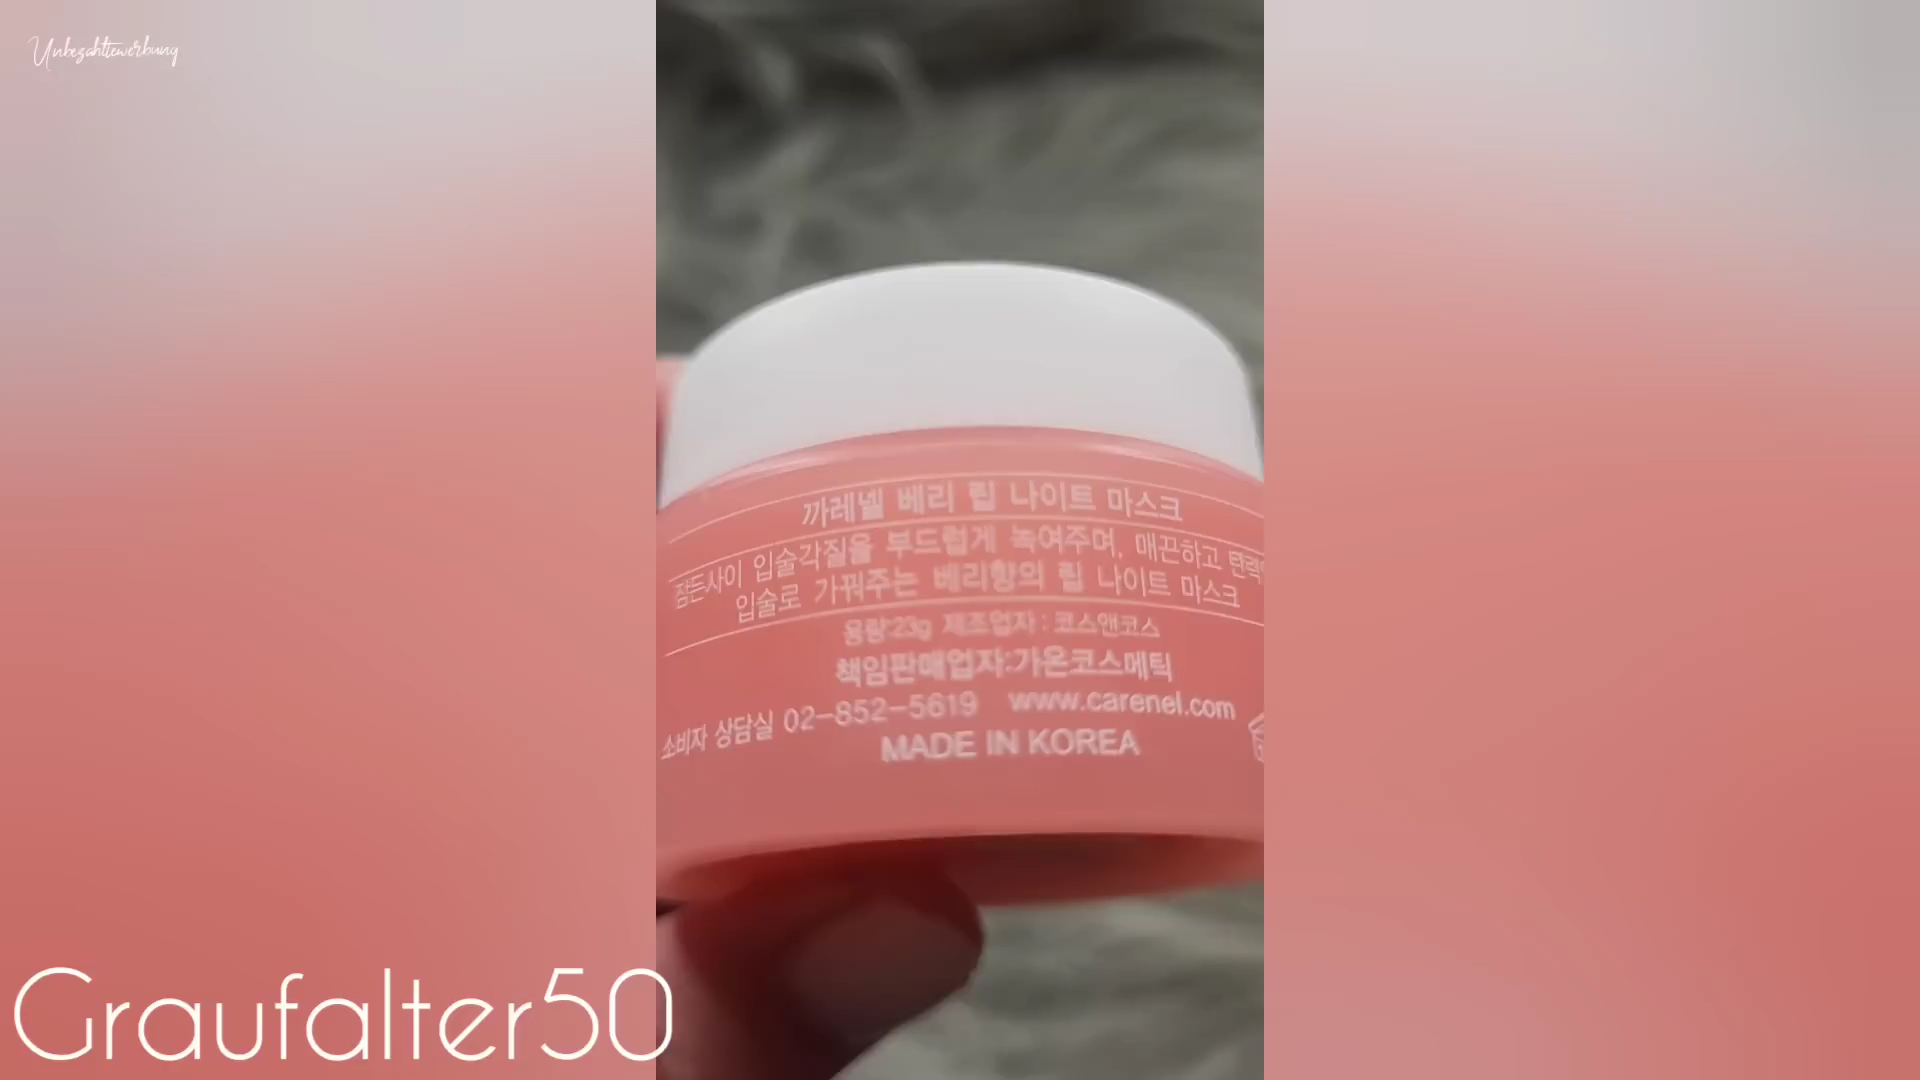 Unbezahltewerbung
까레넬 베리 립 나이트 마스크
잠든사이 입술각질을 부드럽게 녹여주며, 매끈하고 탄력
입술로 가꿔주는 베리향의 립 나이트 마스크
용량:23g 제조업자 : 코스앤코스
책임판매업자:가온코스메틱
소비자 상담실 02-852-5619 www.carenel.com
MADE IN KOREA
Graufalter50